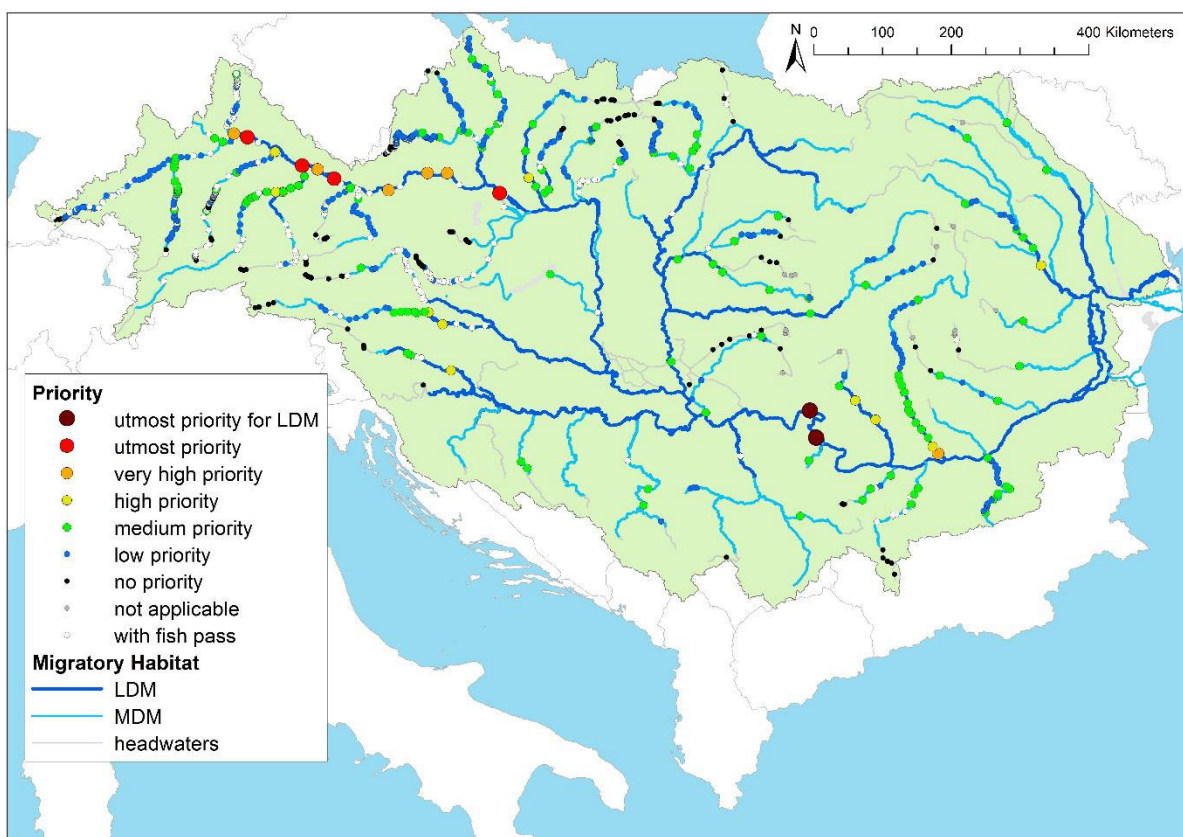 N
0 100 200 400 Kilometers
Priority
utmost priority for LDM
utmost priority
very high priority
high priority
medium priority
low priority
no priority
not applicable
with fish pass
Migratory Habitat
LDM
MDM
headwaters